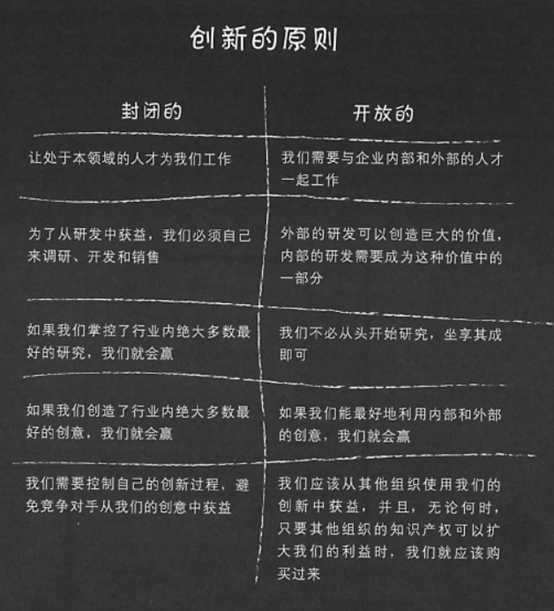 创新的原则
封闭的
开放的
让处于本领域的人才为我们工作
我们需要与企业内部和外部的人才
一起工作
为了从研发中获益，我们必须自己
来调研、开发和销售
外部的研发可以创造巨大的价值，
内部的研发需要成为这种价值中的
一部分
如果我们掌控了行业内绝大多数最
好的研究，我们就会赢
我们不必从头开始研究，坐享其成
即可
如果我们创造了行业内绝大多数最
好的创意，我们就会赢
如果我们能最好地利用内部和外部
的创意，我们就会赢
我们需要控制自己的创新过程，避
免竞争对手从我们的创意中获益
我们应该从其他组织使用我们的
创新中获益，并且，无论何时，
只要其他组织的知识产权可以扩
大我们的利益时，我们就应该购
买过来